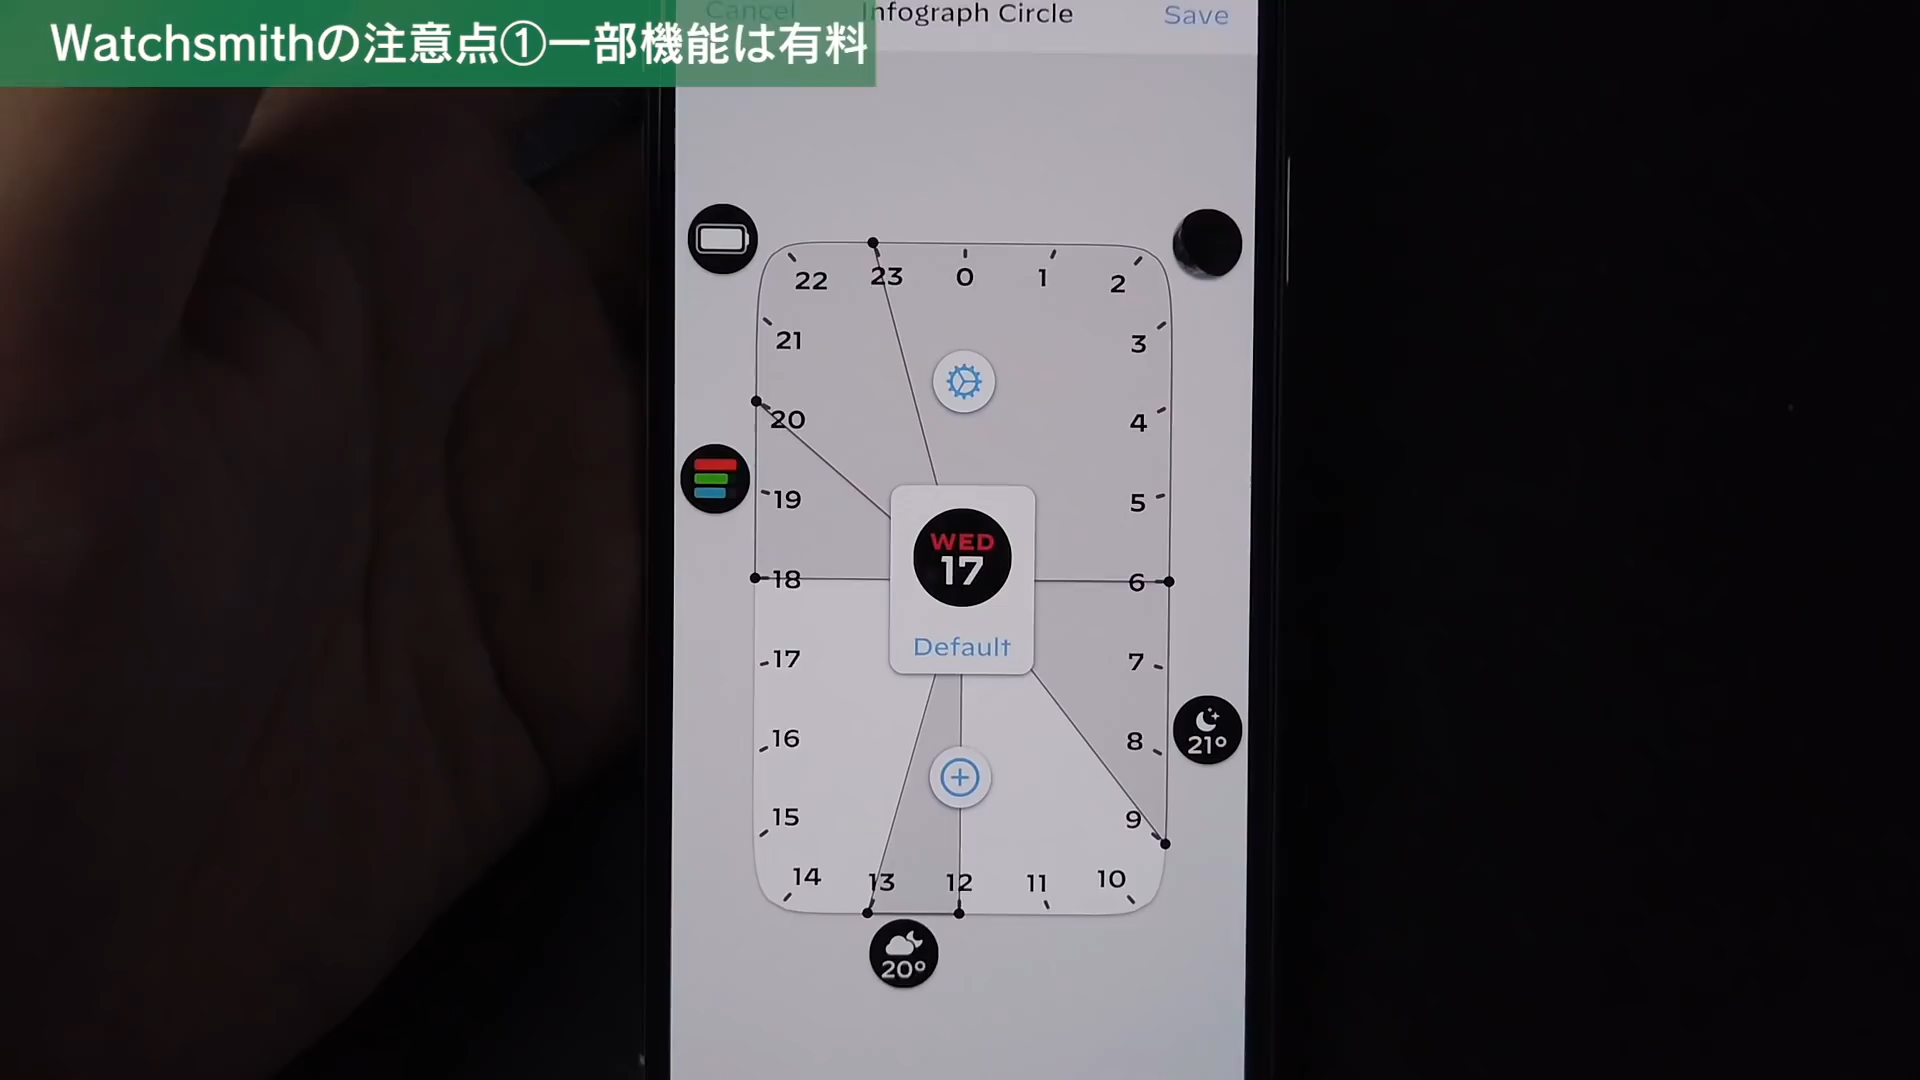 Cancel Infograph Circle Save
Watchsmithの注意点①一部機能は有料
22 23 0 1 2
21 3
20 4
19 5
WED
17
18 6
Default
17 7
16 8
21°
15 9
14 13 12 11 10
20°